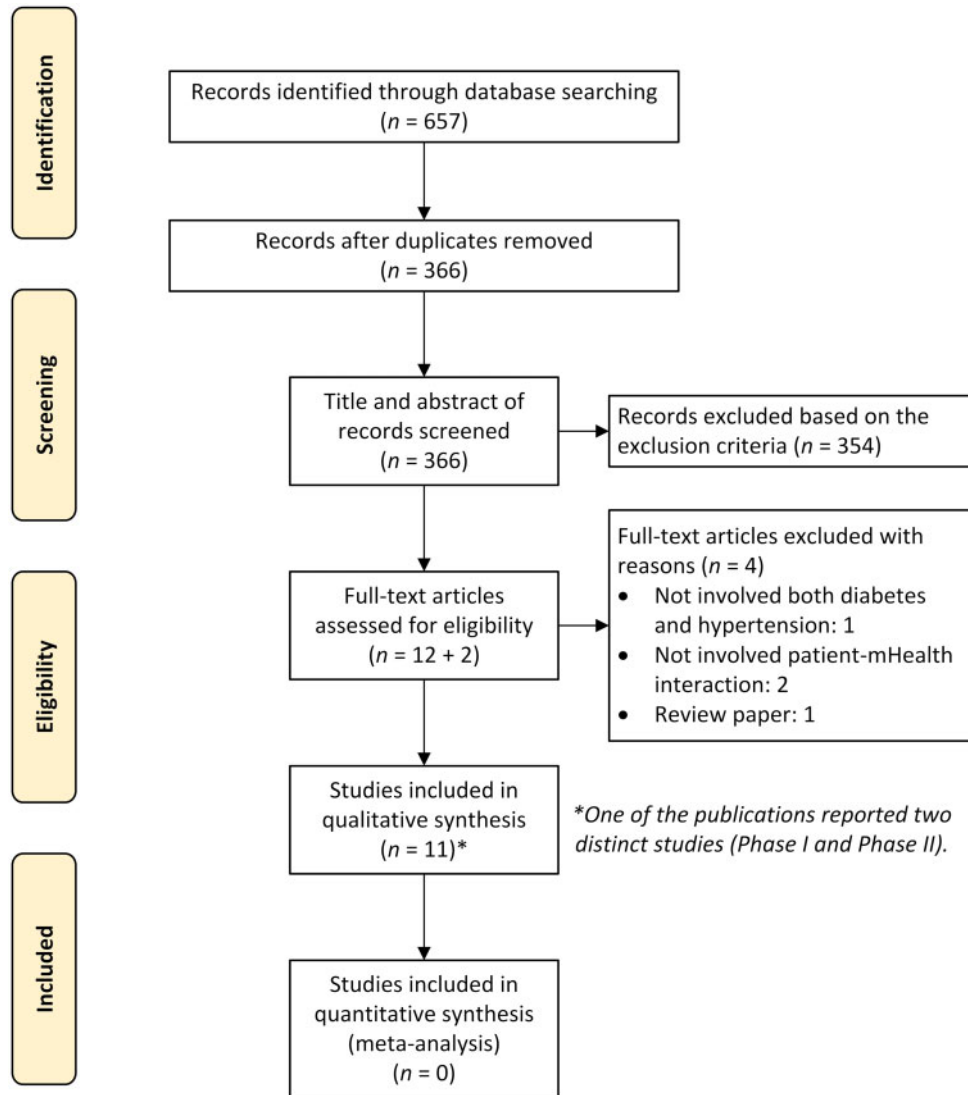 Identification
Records identified through database searching
(n = 657)
Records after duplicates removed
(n = 366)
Screening
Title and abstract of
records screened
(n = 366)
Records excluded based on the
exclusion criteria (n = 354)
Eligibility
Full-text articles
assessed for eligibility
(n = 12 + 2)
Full-text articles excluded with
reasons (n = 4)
• Not involved both diabetes
and hypertension: 1
• Not involved patient-mHealth
interaction: 2
• Review paper: 1
Studies included in
qualitative synthesis
(n = 11)*
*One of the publications reported two
distinct studies (Phase I and Phase II).
Included
Studies included in
quantitative synthesis
(meta-analysis)
(n = 0)